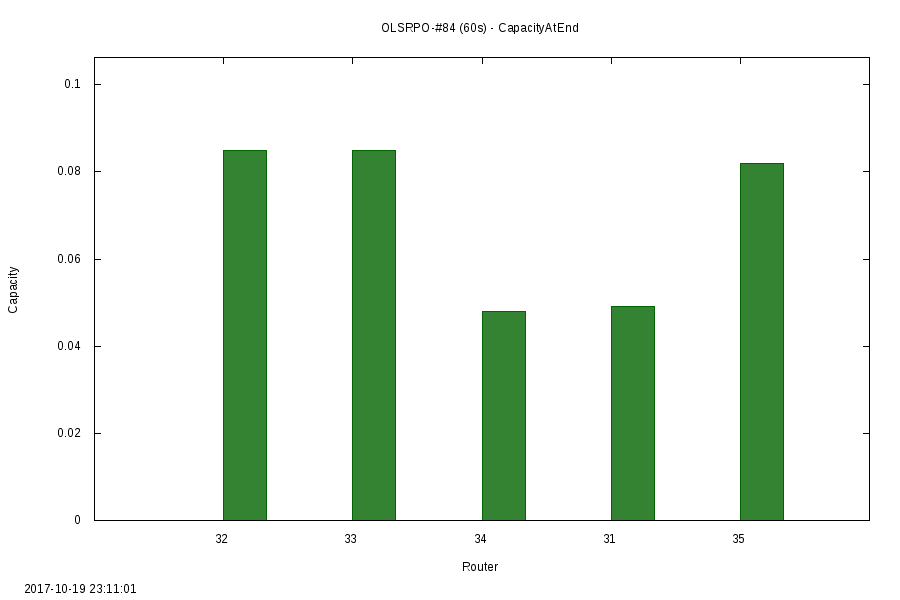 OLSRPO-#84 (60s) - CapacityAtEnd
0.1
0.08
0.06
0.04
0.02
0
Capacity
32 33 34 31 35
Router
2017-10-19 23:11:01